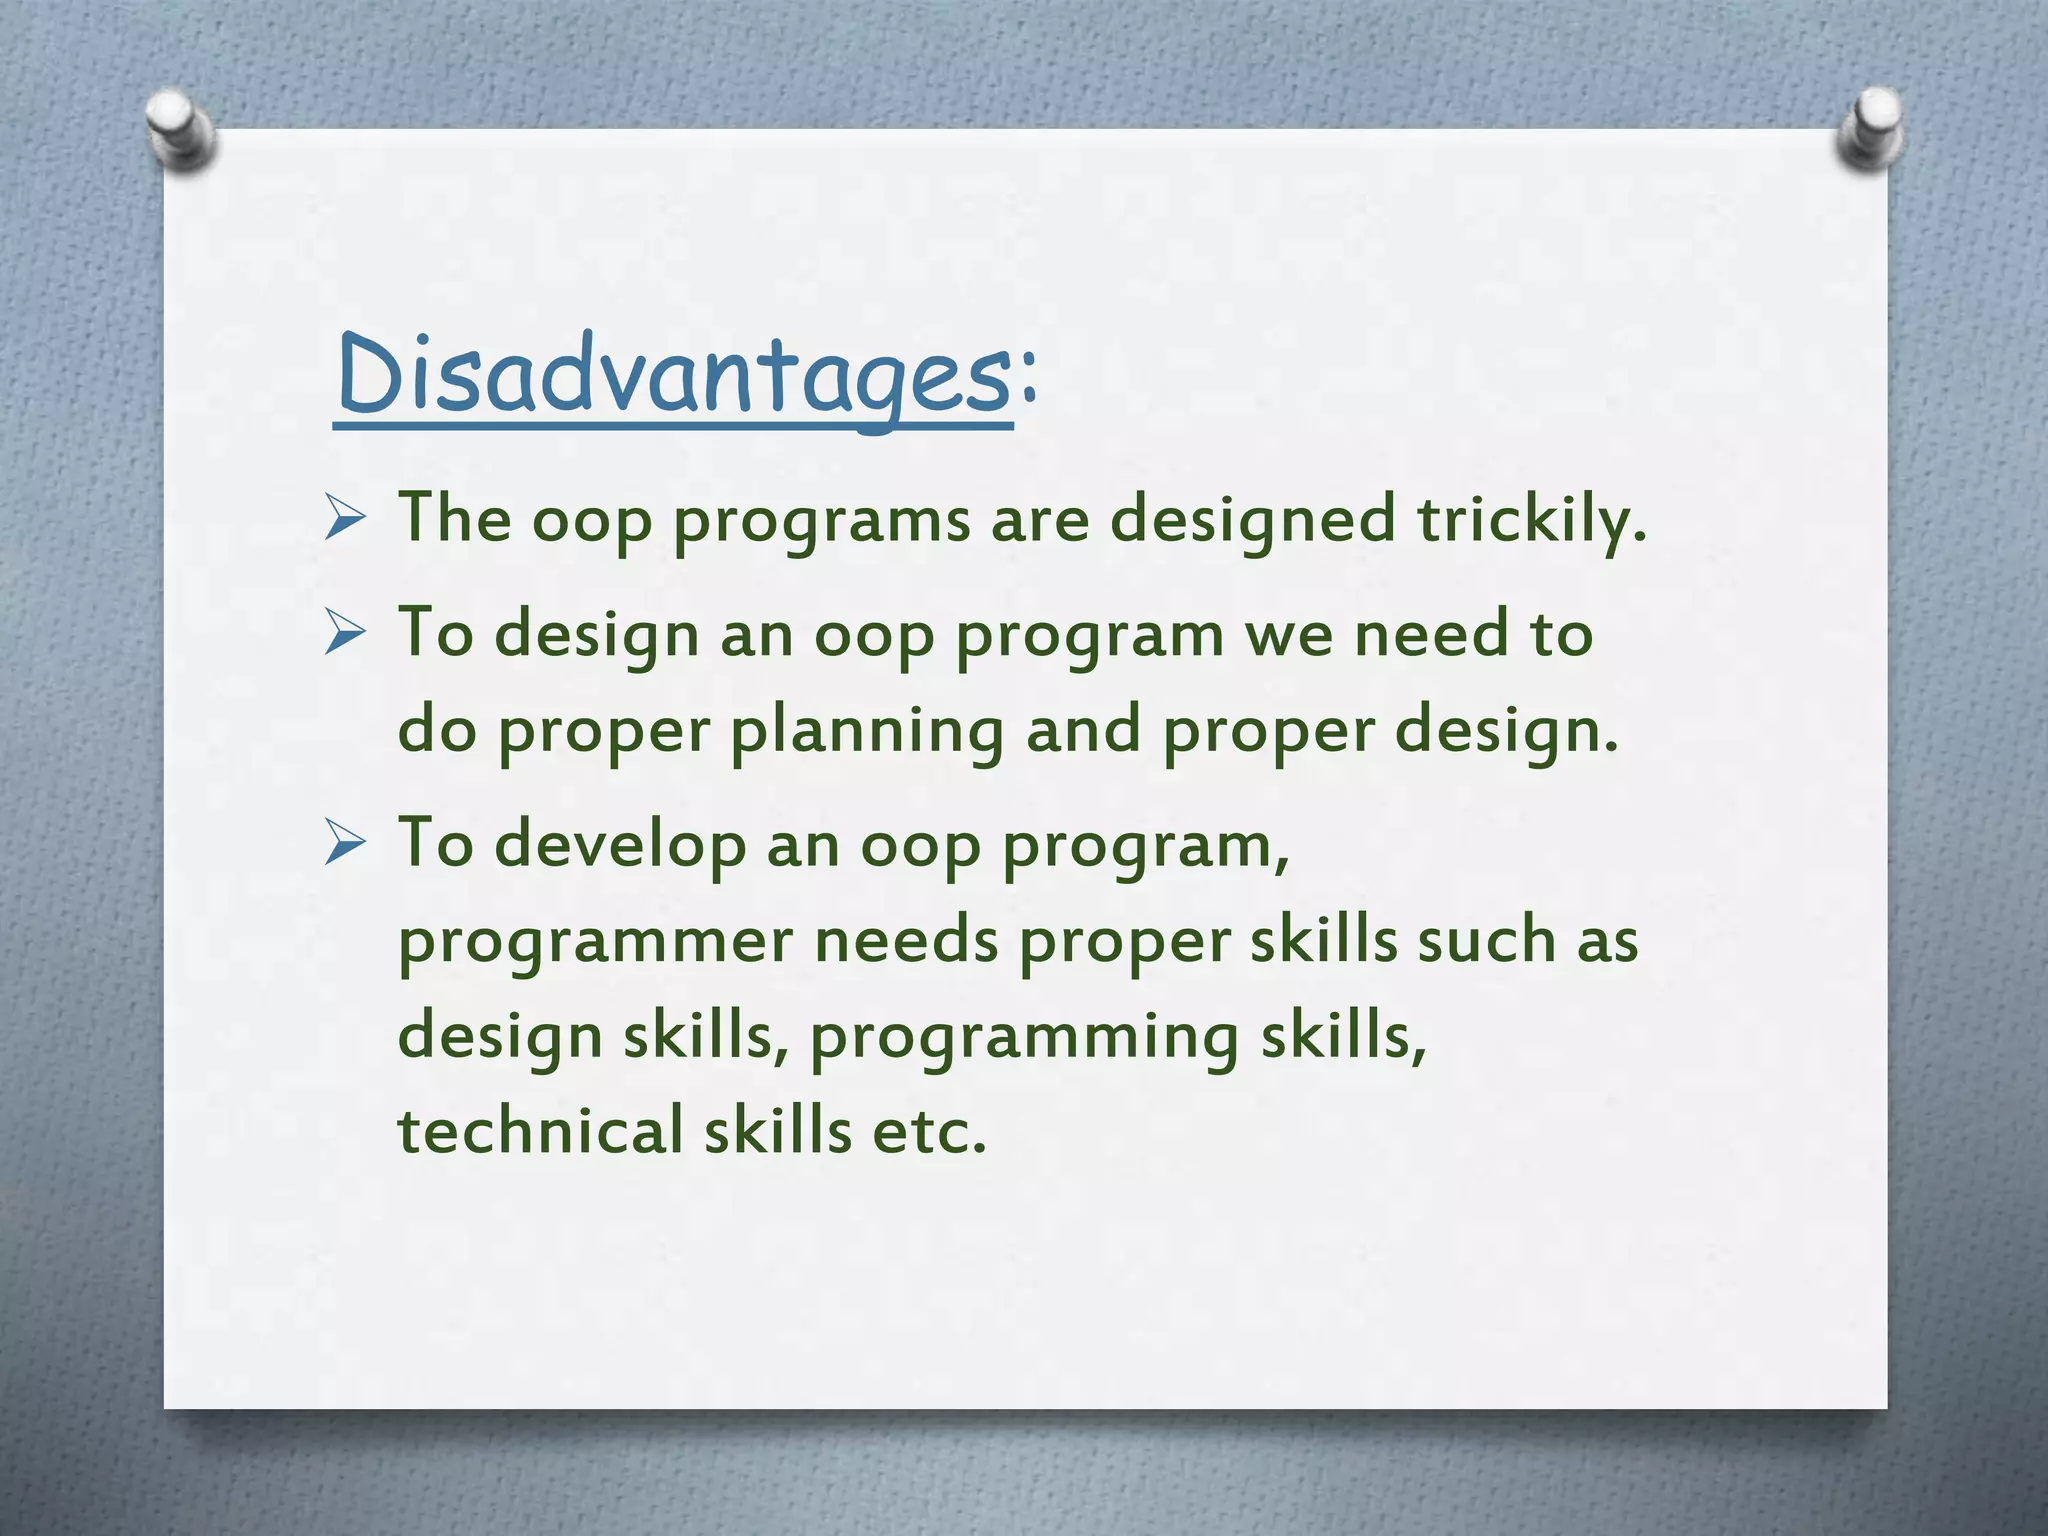 Disadvantages:
The oop programs are designed trickily.
To design an oop program we need to
do proper planning and proper design.
To develop an oop program,
programmer needs proper skills such as
design skills, programming skills,
technical skills etc.